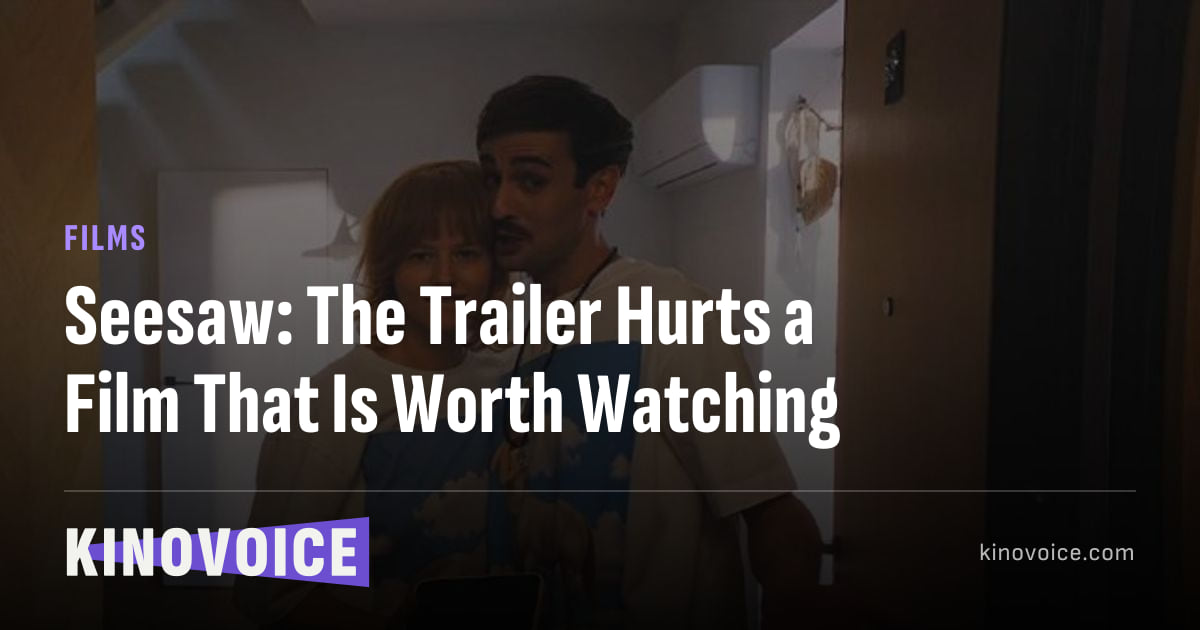 FILMS
Seesaw: The Trailer Hurts a
Film That Is Worth Watching
KINOVOICE
kinovoice.com